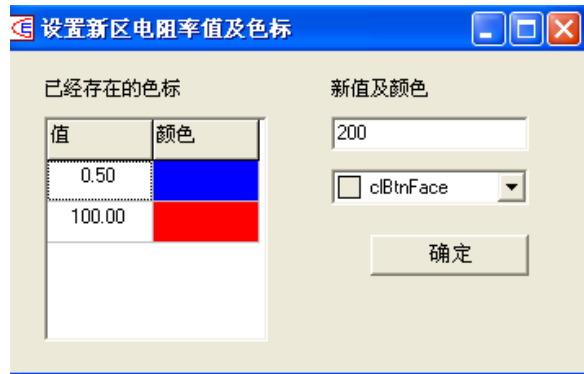 设置新区电阻率值及色标
已经存在的色标
新值及颜色
值 颜色
200
0.50
clBtnFace
100.00
确定